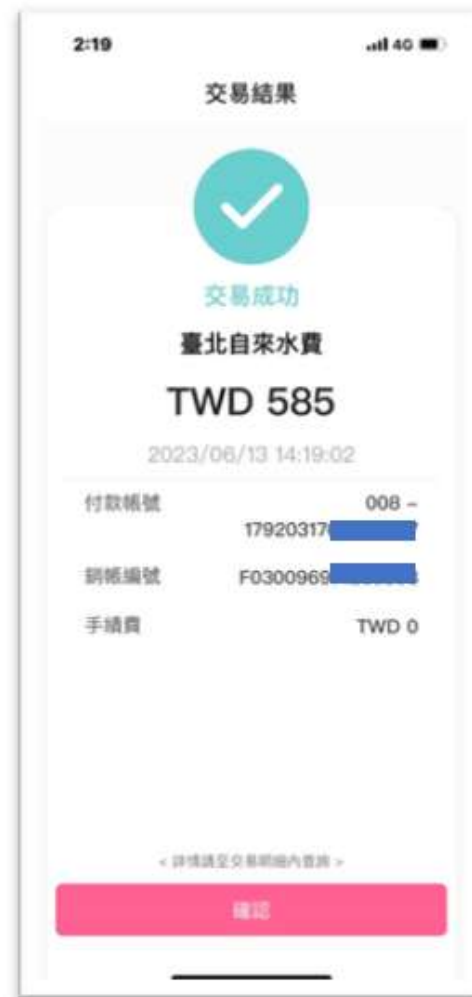 2:19
4G
交易結果
交易成功
臺北自來水費
TWD 585
2023/06/13 14:19:02
付款帳號
008 –
17920317
銷帳編號
F0300969
手續費
TWD 0
< 詳情請至交易明細內查詢 >
確認